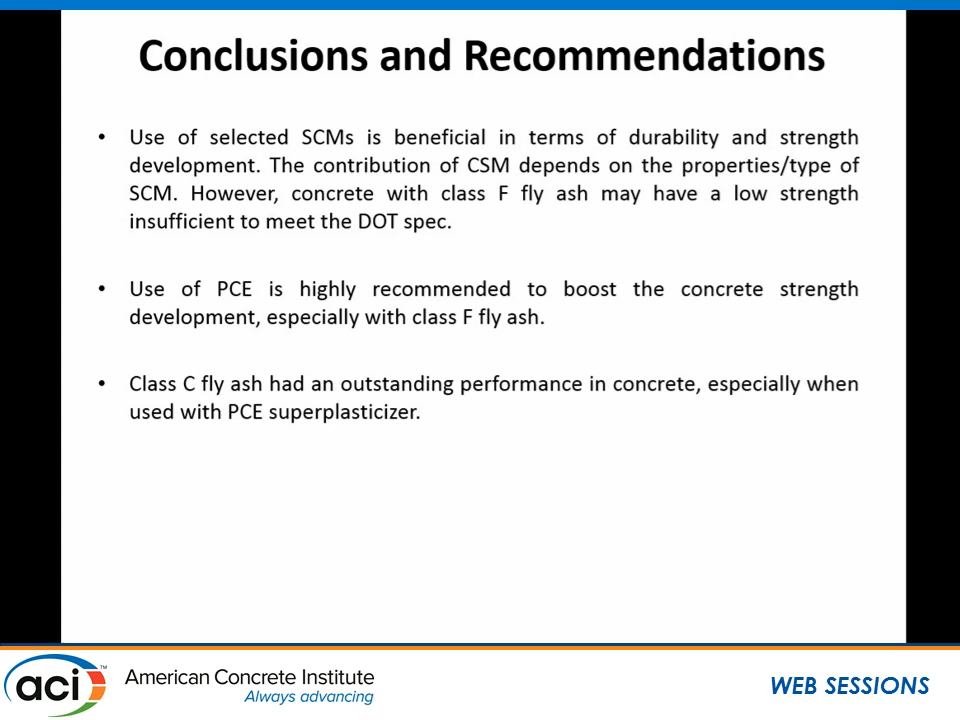 Conclusions and Recommendations
• Use of selected SCMs is beneficial in terms of durability and strength
development. The contribution of CSM depends on the properties/type of
SCM. However, concrete with class F fly ash may have a low strength
insufficient to meet the DOT spec.
• Use of PCE is highly recommended to boost the concrete strength
development, especially with class F fly ash.
• Class C fly ash had an outstanding performance in concrete, especially when
used with PCE superplasticizer.
aci™
American Concrete Institute
Always advancing
WEB SESSIONS